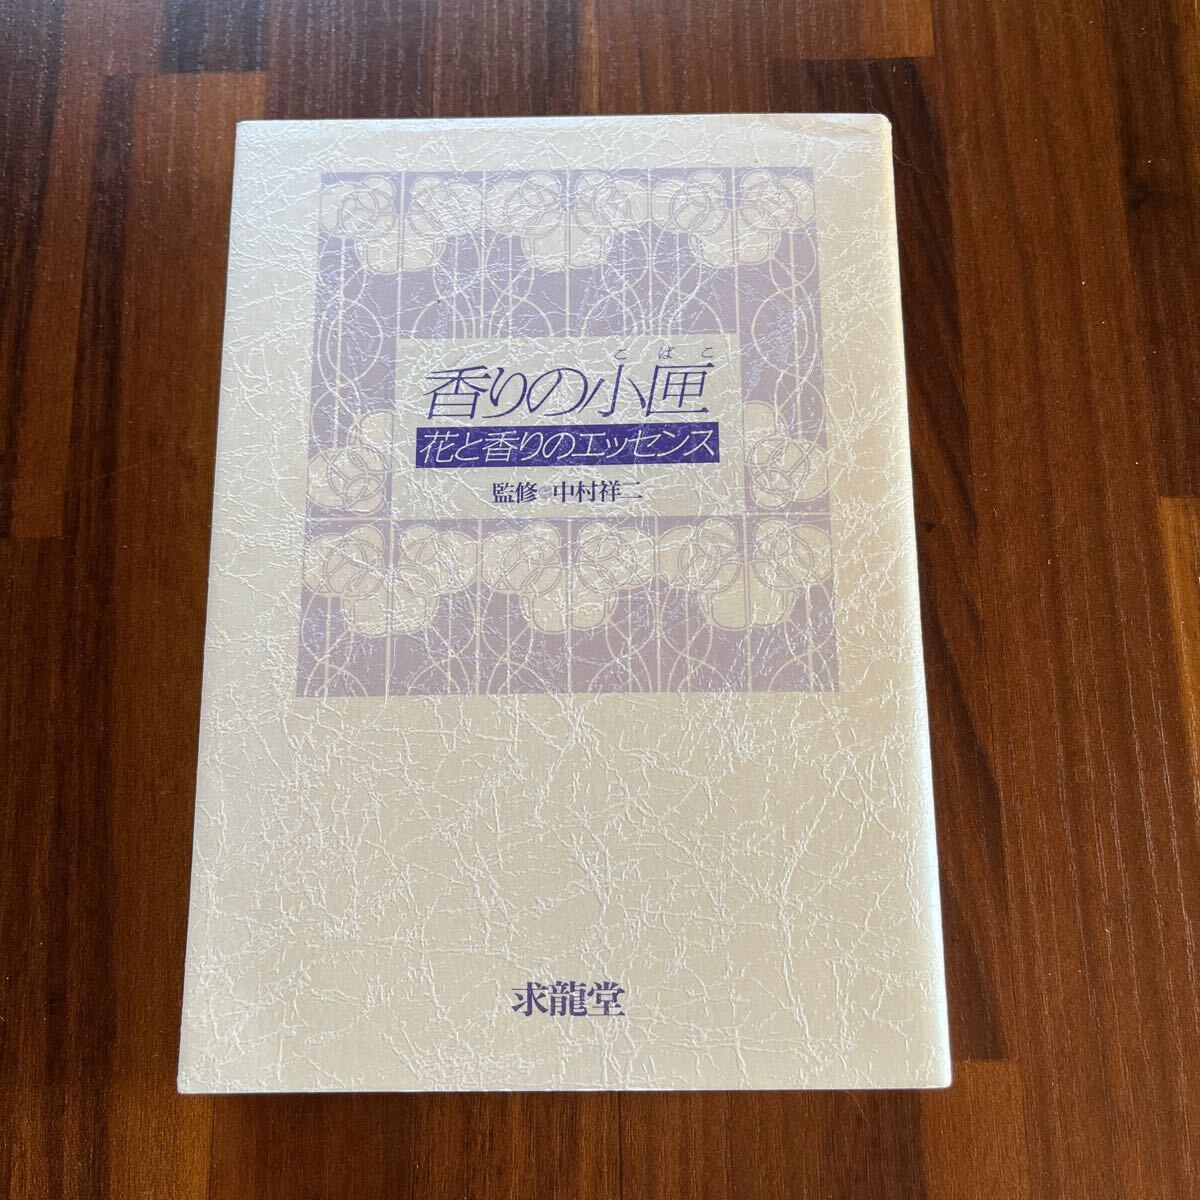 こばこ
香りの小匣
花と香りのエッセンス
監修●中村祥二
求龍堂